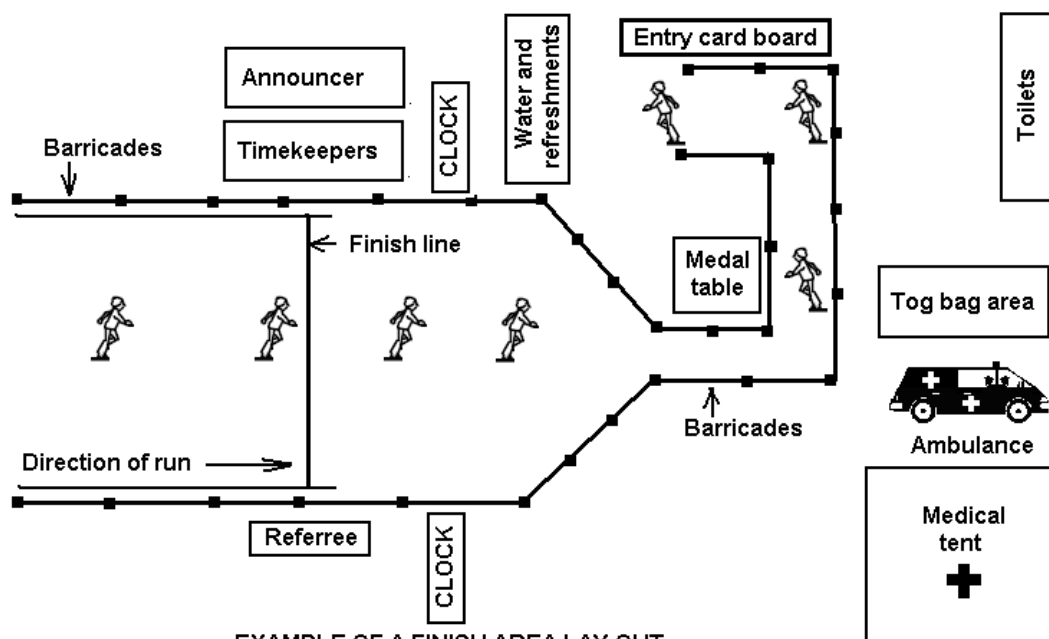 Entry card board
Announcer
Timekeepers
CLOCK
Water and
refreshments
Toilets
Barricades
Finish line
Medal
table
Tog bag area
Barricades
Ambulance
Direction of run
Referree
CLOCK
Medical
tent
EXAMPLE OF A FINISH AREA LAY OUT